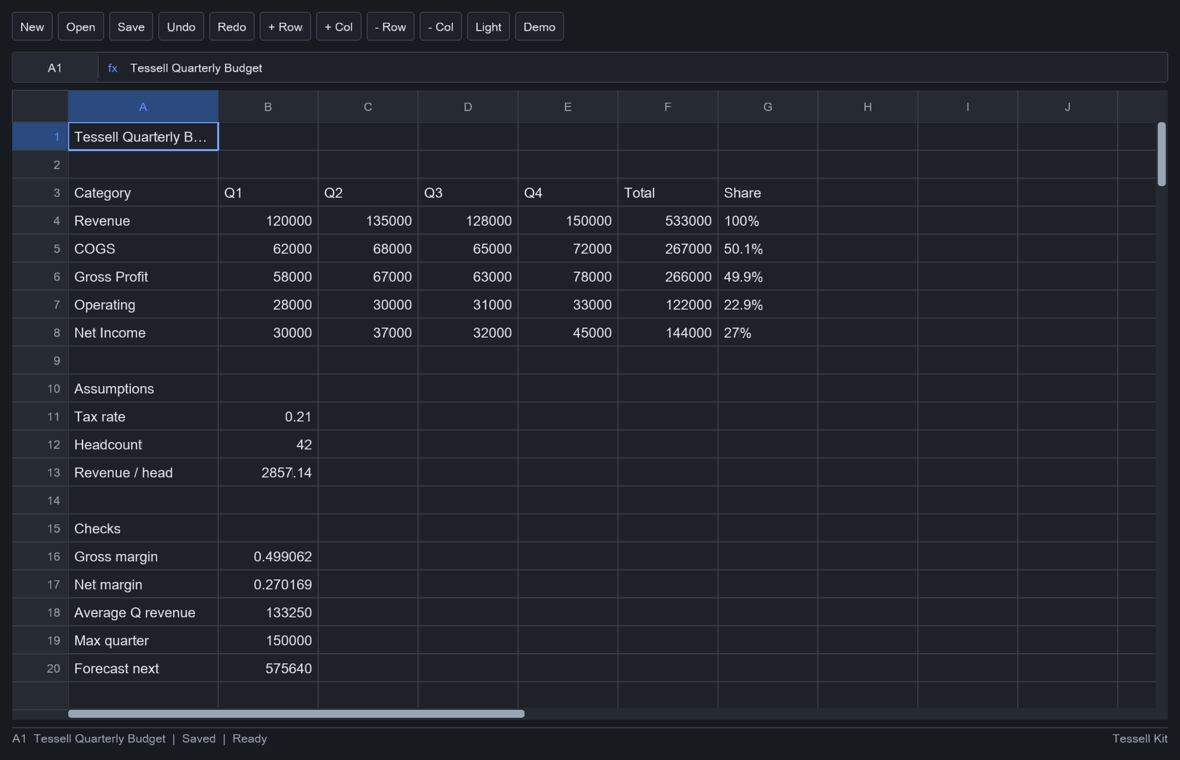 New Open Save Undo Redo + Row + Col - Row - Col Light Demo
A1 fx Tessell Quarterly Budget
A B C D E F G H I J
1 Tessell Quarterly B...
2
3 Category Q1 Q2 Q3 Q4 Total Share
4 Revenue 120000 135000 128000 150000 533000 100%
5 COGS 62000 68000 65000 72000 267000 50.1%
6 Gross Profit 58000 67000 63000 78000 266000 49.9%
7 Operating 28000 30000 31000 33000 122000 22.9%
8 Net Income 30000 37000 32000 45000 144000 27%
9
10 Assumptions
11 Tax rate 0.21
12 Headcount 42
13 Revenue / head 2857.14
14
15 Checks
16 Gross margin 0.499062
17 Net margin 0.270169
18 Average Q revenue 133250
19 Max quarter 150000
20 Forecast next 575640
A1 Tessell Quarterly Budget | Saved | Ready Tessell Kit